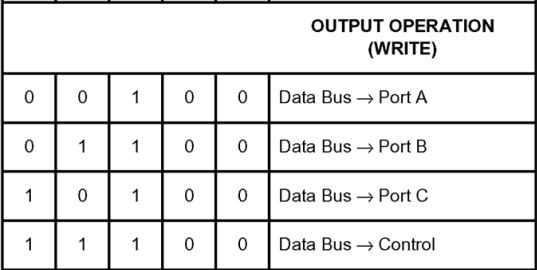 OUTPUT OPERATION
(WRITE)
0 0 1 0 0 Data Bus → Port A
0 1 1 0 0 Data Bus → Port B
1 0 1 0 0 Data Bus → Port C
1 1 1 0 0 Data Bus → Control